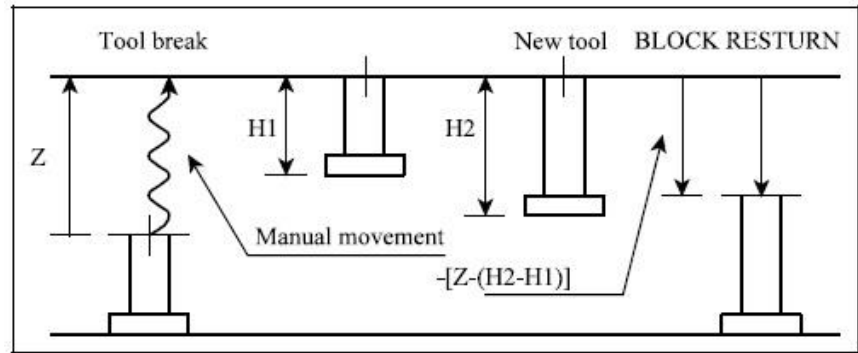 Tool break
New tool
BLOCK RESTURN
H1
H2
Z
Manual movement
-[Z-(H2-H1)]